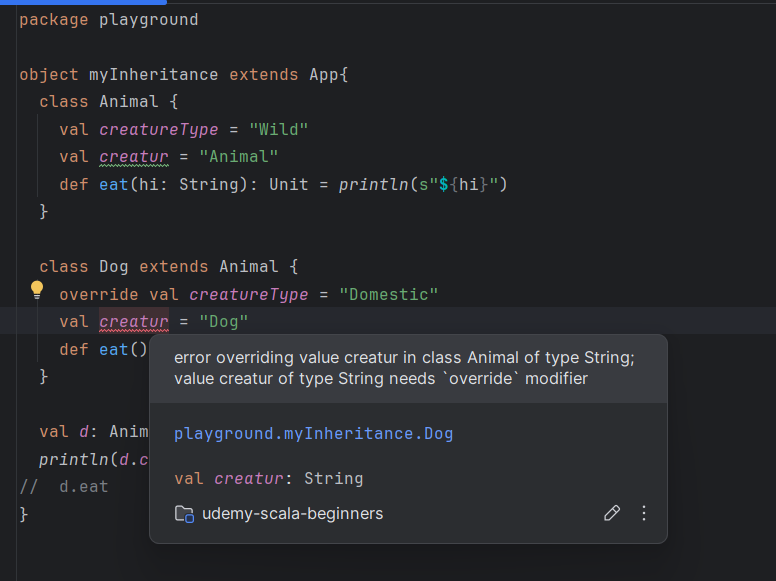 package playground
object myInheritance extends App{
class Animal {
val creatureType = "Wild"
val creatur = "Animal"
def eat(hi: String): Unit = println(s"${hi}")
}
class Dog extends Animal {
override val creatureType = "Domestic"
val creatur = "Dog"
def eat()
error overriding value creatur in class Animal of type String;
value creatur of type String needs `override` modifier
}
playground.myInheritance.Dog
val d: Anim
println(d.c
val creatur: String
// d.eat
udemy-scala-beginners
}